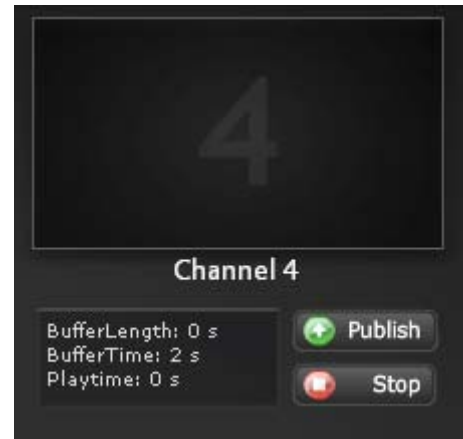 4
Channel 4
BufferLength: 0 s
BufferTime: 2 s
Playtime: 0 s
Publish
Stop